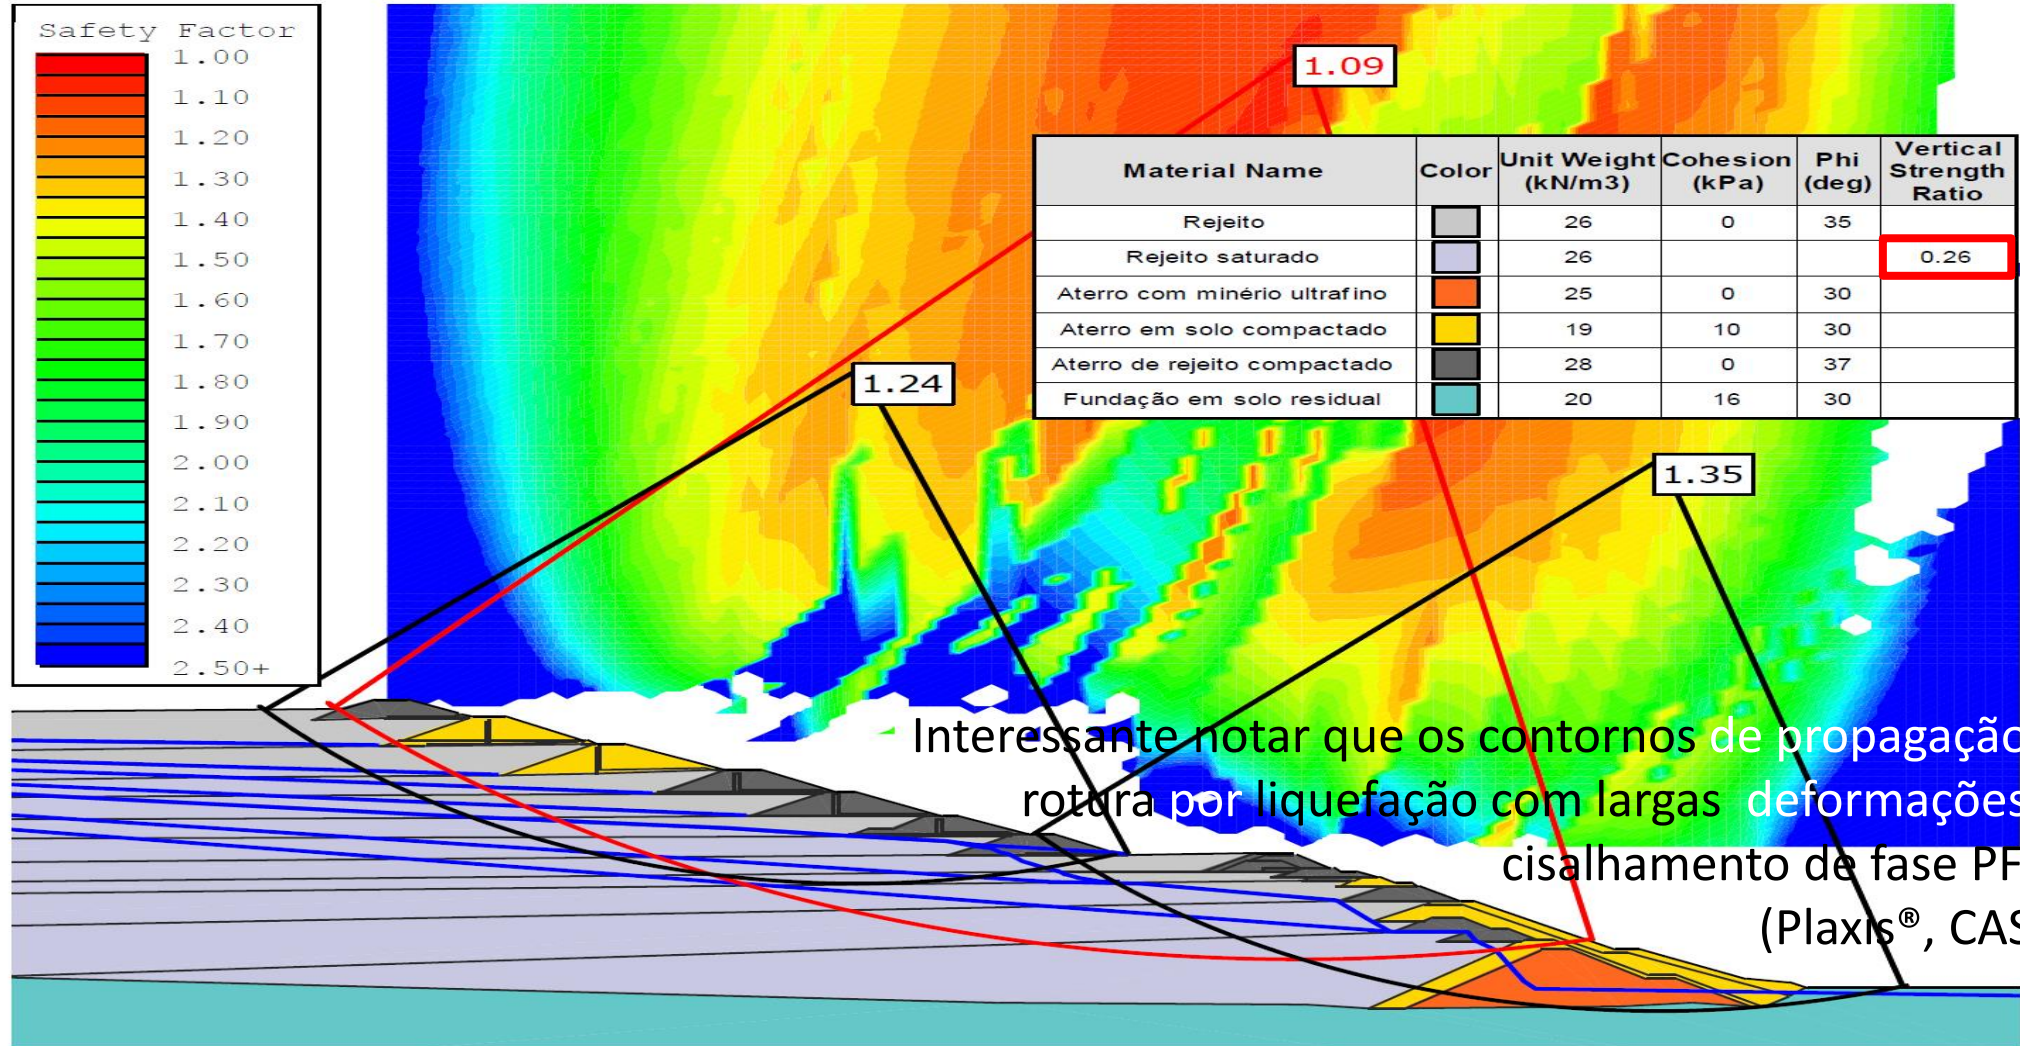 Safety Factor
1.00
1.10
1.20
1.30
1.40
1.50
1.60
1.70
1.80
1.90
2.00
2.10
2.20
2.30
2.40
2.50+
1.09
Material Name Color Unit Weight (kN/m3) Cohesion (kPa) Phi (deg) Vertical Strength Ratio
Rejeito 26 0 35
Rejeito saturado 26 0.26
Aterro com minério ultrafino 25 0 30
Aterro em solo compactado 19 10 30
Aterro de rejeito compactado 28 0 37
Fundação em solo residual 20 16 30
1.24
1.35
Interessante notar que os contornos de propagação
rotura por liquefação com largas deformações
cisalhamento de fase PF
(Plaxis®, CAS